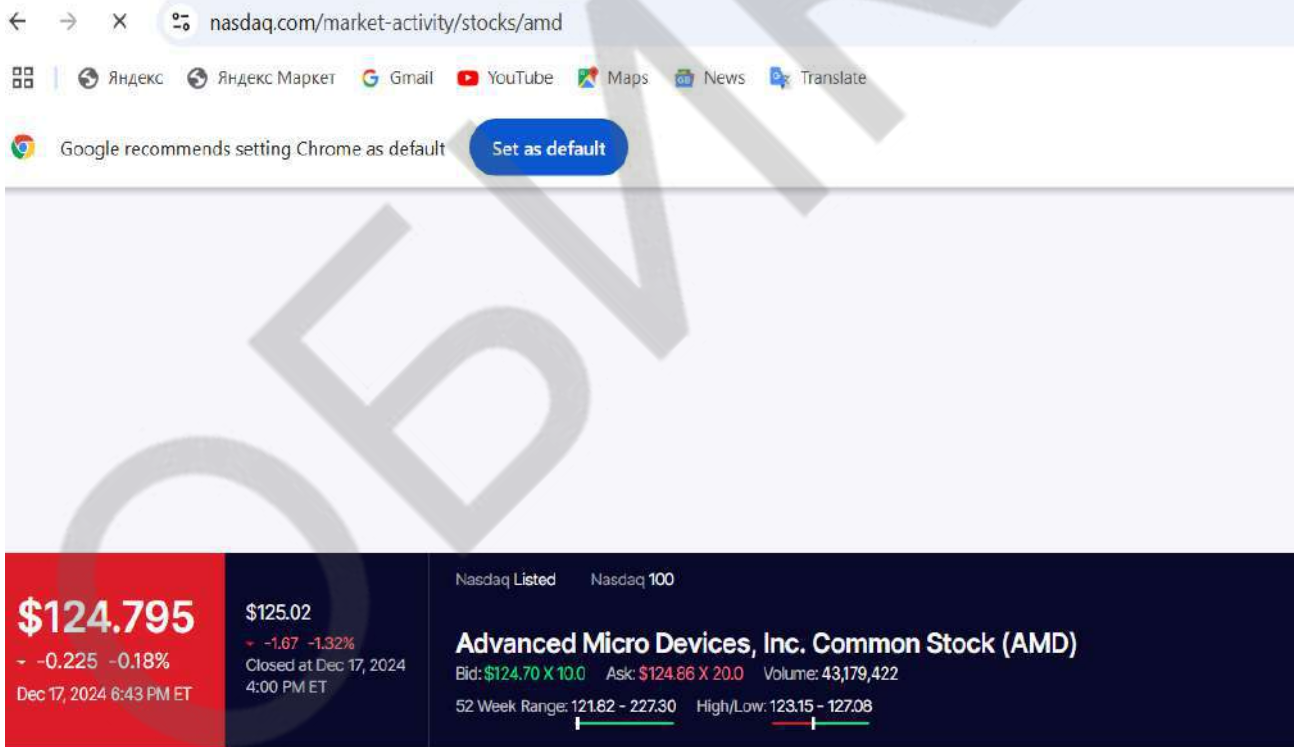 nasdaq.com/market-activity/stocks/amd
Яндекс Яндекс Маркет Gmail YouTube Maps News Translate
Google recommends setting Chrome as default Set as default
ОБИ
Nasdaq Listed Nasdaq 100
$124.795
-0.225 -0.18%
Dec 17, 2024 6:43 PM ET
$125.02
-1.67 -1.32%
Closed at Dec 17, 2024
4:00 PM ET
Advanced Micro Devices, Inc. Common Stock (AMD)
Bid: $124.70 X 10.0 Ask: $124.86 X 20.0 Volume: 43,179,422
52 Week Range: 121.82 - 227.30 High/Low: 123.15 - 127.08